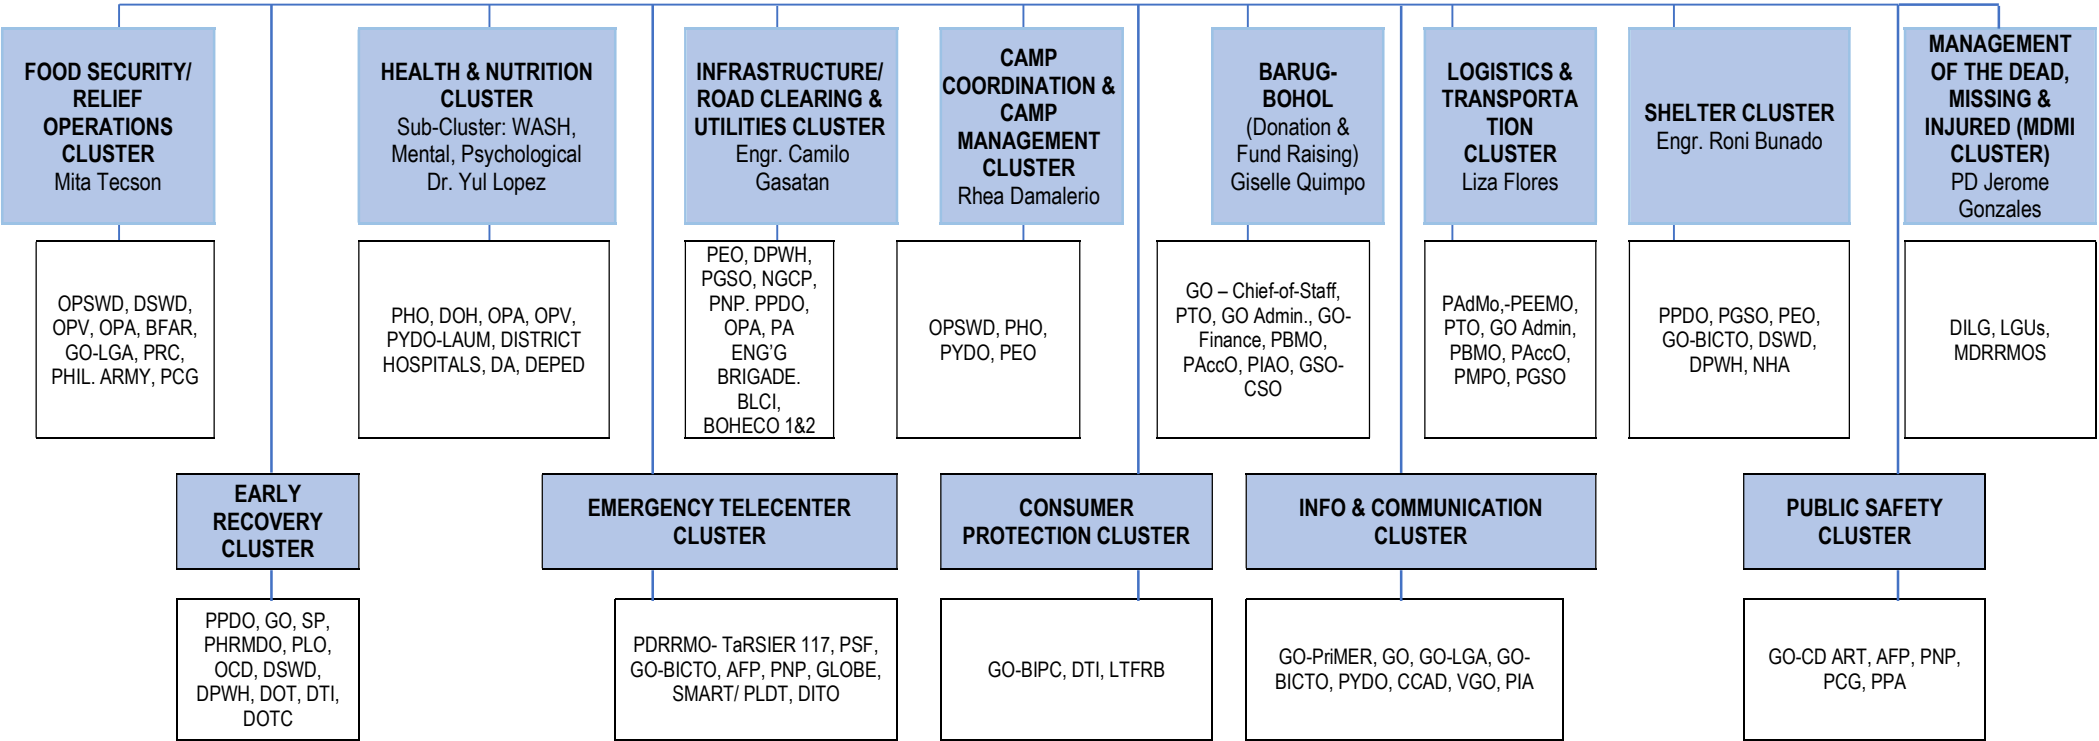 FOOD SECURITY/
RELIEF
OPERATIONS
CLUSTER
Mita Tecson
HEALTH & NUTRITION
CLUSTER
Sub-Cluster: WASH,
Mental, Psychological
Dr. Yul Lopez
INFRASTRUCTURE/
ROAD CLEARING &
UTILITIES CLUSTER
Engr. Camilo
Gasatan
CAMP
COORDINATION &
CAMP
MANAGEMENT
CLUSTER
Rhea Damalerio
BARUG-
BOHOL
(Donation &
Fund Raising)
Giselle Quimpo
LOGISTICS &
TRANSPORTA
TION
CLUSTER
Liza Flores
SHELTER CLUSTER
Engr. Roni Bunado
MANAGEMENT
OF THE DEAD,
MISSING &
INJURED (MDMI
CLUSTER)
PD Jerome
Gonzales
OPSWD, DSWD,
OPV, OPA, BFAR,
GO-LGA, PRC,
PHIL. ARMY, PCG
PHO, DOH, OPA, OPV,
PYDO-LAUM, DISTRICT
HOSPITALS, DA, DEPED
PEO, DPWH,
PGSO, NGCP,
PNP. PPDO,
OPA, PA
ENG'G
BRIGADE.
BLCI,
BOHECO 1&2
OPSWD, PHO,
PYDO, PEO
GO – Chief-of-Staff,
PTO, GO Admin., GO-
Finance, PBMO,
PAccO, PIAO, GSO-
CSO
PAdMo,-PEEMO,
PTO, GO Admin,
PBMO, PAccO,
PMPO, PGSO
PPDO, PGSO, PEO,
GO-BICTO, DSWD,
DPWH, NHA
DILG, LGUs,
MDRRMOS
EARLY
RECOVERY
CLUSTER
EMERGENCY TELECENTER
CLUSTER
CONSUMER
PROTECTION CLUSTER
INFO & COMMUNICATION
CLUSTER
PUBLIC SAFETY
CLUSTER
PPDO, GO, SP,
PHRMDO, PLO,
OCD, DSWD,
DPWH, DOT, DTI,
DOTC
PDRRMO- TaRSIER 117, PSF,
GO-BICTO, AFP, PNP, GLOBE,
SMART/ PLDT, DITO
GO-BIPC, DTI, LTFRB
GO-PriMER, GO, GO-LGA, GO-
BICTO, PYDO, CCAD, VGO, PIA
GO-CD ART, AFP, PNP,
PCG, PPA